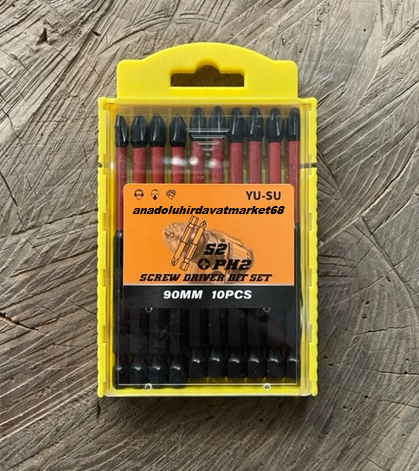 YU-SU
anadoluhirdavatmarket68
S2
PH2
SCREW DRIVER BIT SET
90MM 10PCS